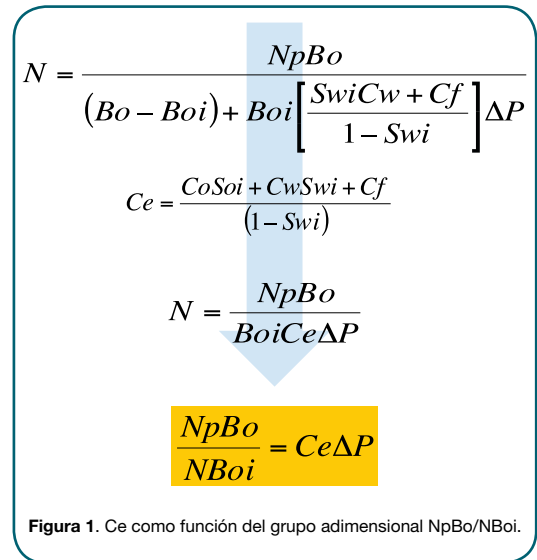 N = NpBo / ((Bo – Boi) + Boi[(SwiCw + Cf) / (1 – Swi)]ΔP)
Ce = (CoSoi + CwSwi + Cf) / (1 – Swi)
N = NpBo / BoiCeΔP
NpBo / NBoi = CeΔP
Figura 1. Ce como función del grupo adimensional NpBo/NBoi.